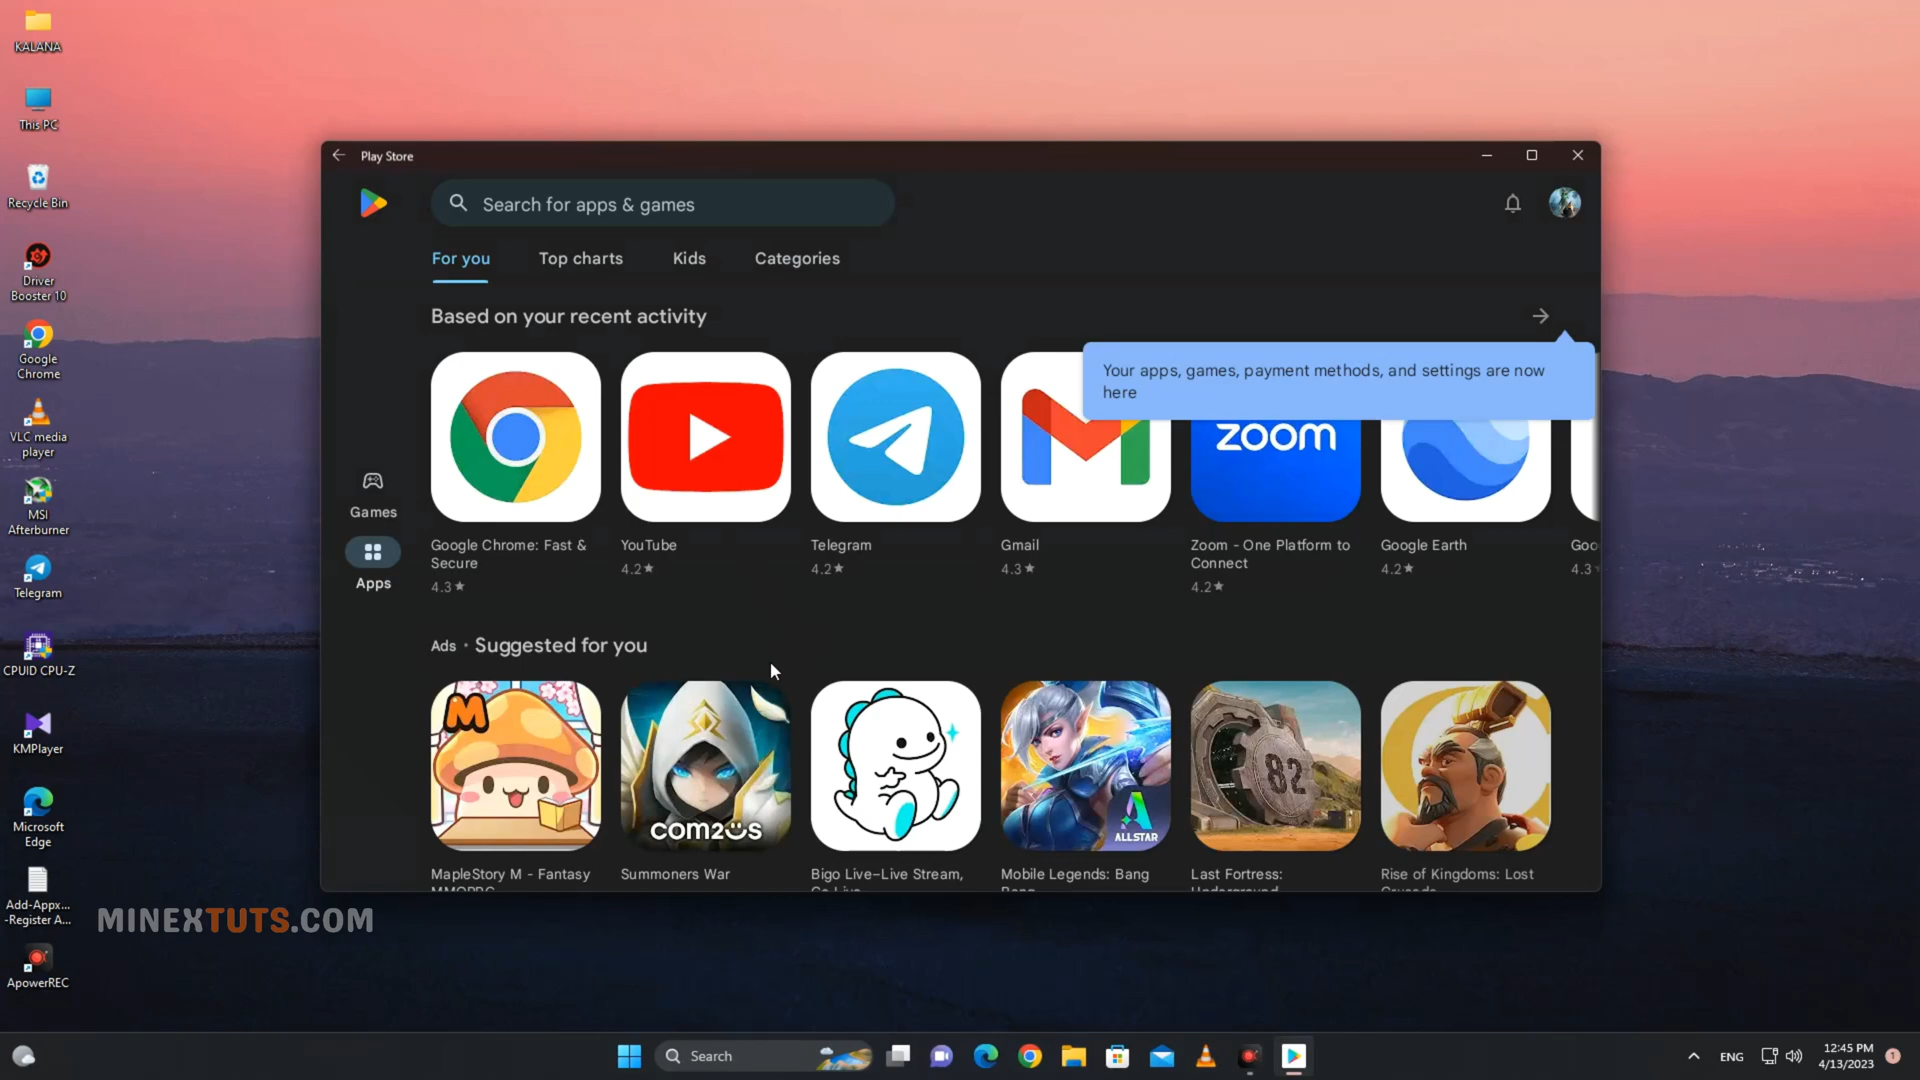 KALANA
This PC
Recycle Bin
Driver
Booster 10
Google
Chrome
VLC media
player
MSI
Afterburner
Telegram
CPUID CPU-Z
KMPlayer
Microsoft
Edge
Add-Appx...
-Register A...
ApowerREC
Play Store
Search for apps & games
For you
Top charts
Kids
Categories
Based on your recent activity
Your apps, games, payment methods, and settings are now
here
zoom
Games
Apps
Google Chrome: Fast &
Secure
4.3★
YouTube
4.2★
Telegram
4.2★
Gmail
4.3★
Zoom - One Platform to
Connect
4.2★
Google Earth
4.2★
Goo
4.3
Ads · Suggested for you
M
com2us
ALLSTAR
82
MapleStory M - Fantasy
Summoners War
Bigo Live–Live Stream,
Mobile Legends: Bang
Last Fortress:
Rise of Kingdoms: Lost
MINEXTUTS.COM
Search
ENG
12:45 PM
4/13/2023
1